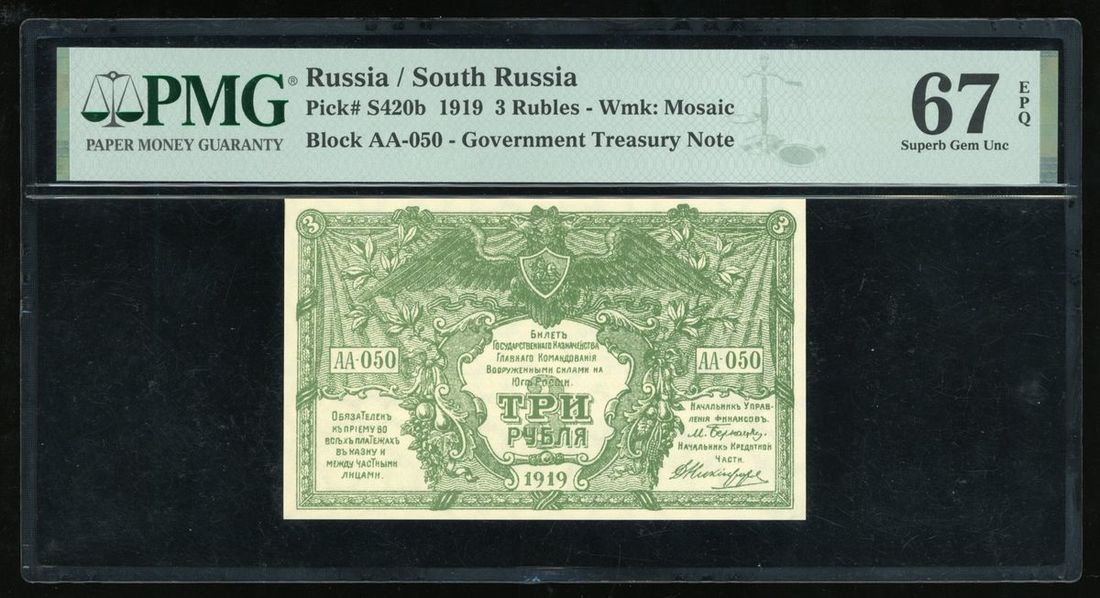 PMG®
PAPER MONEY GUARANTY
Russia / South Russia
Pick# S420b 1919 3 Rubles - Wmk: Mosaic
Block AA-050 - Government Treasury Note
67
EPQ
Superb Gem Unc
3
3
БИЛЕТЪ
ГОСУДАРСТВЕННАГО КАЗНАЧЕЙСТВА
ГЛАВНАГО КОМАНДОВАНІЯ
ВООРУЖЕННЫМИ СИЛАМИ НА
ЮГѢ РОССІИ.
АА-050
АА-050
ТРИ
РУБЛЯ
1919
ОБЯЗАТЕЛЕНЪ
КЪ ПРІЕМУ ВО
ВСѢХЪ ПЛАТЕЖАХЪ
ВЪ КАЗНУ И
МЕЖДУ ЧАСТНЫМИ
ЛИЦАМИ.
НАЧАЛЬНИКЪ УПРАВ-
ЛЕНІЯ ФИНАНСОВЪ.
М. Бернацкій.
НАЧАЛЬНИКЪ КРЕДИТНОЙ
ЧАСТИ.